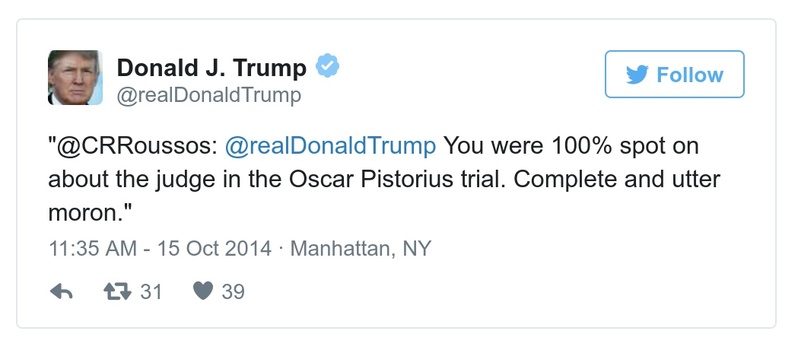 Donald J. Trump
Follow
@realDonaldTrump
"@CRRoussos: @realDonaldTrump You were 100% spot on
about the judge in the Oscar Pistorius trial. Complete and utter
moron."
11:35 AM - 15 Oct 2014 · Manhattan, NY
31 39